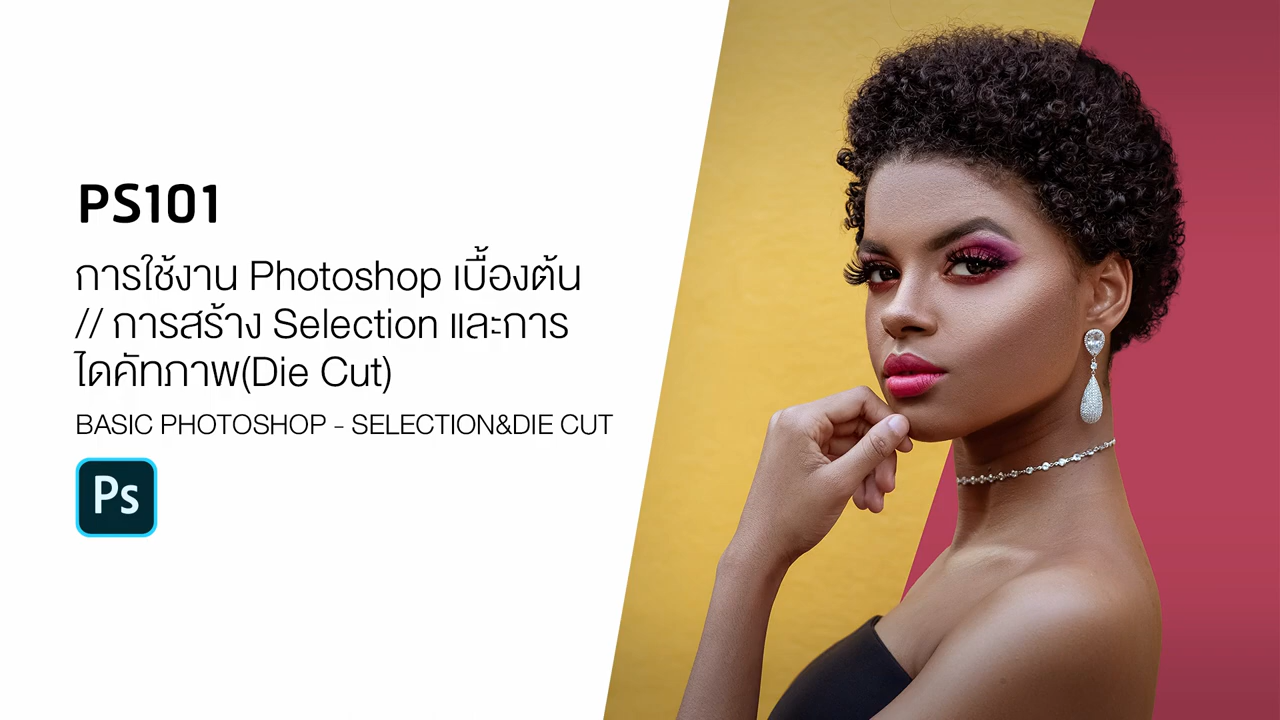 PS101
การใช้งาน Photoshop เบื้องต้น
// การสร้าง Selection และการ
ไดคัทภาพ(Die Cut)
BASIC PHOTOSHOP - SELECTION&DIE CUT
Ps